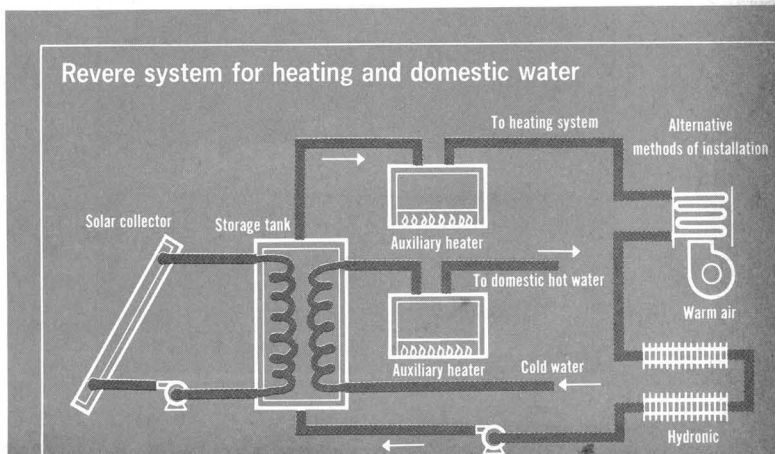 Revere system for heating and domestic water
To heating system
Alternative
methods of installation
Solar collector
Storage tank
Auxiliary heater
To domestic hot water
Warm air
Auxiliary heater
Cold water
Hydronic